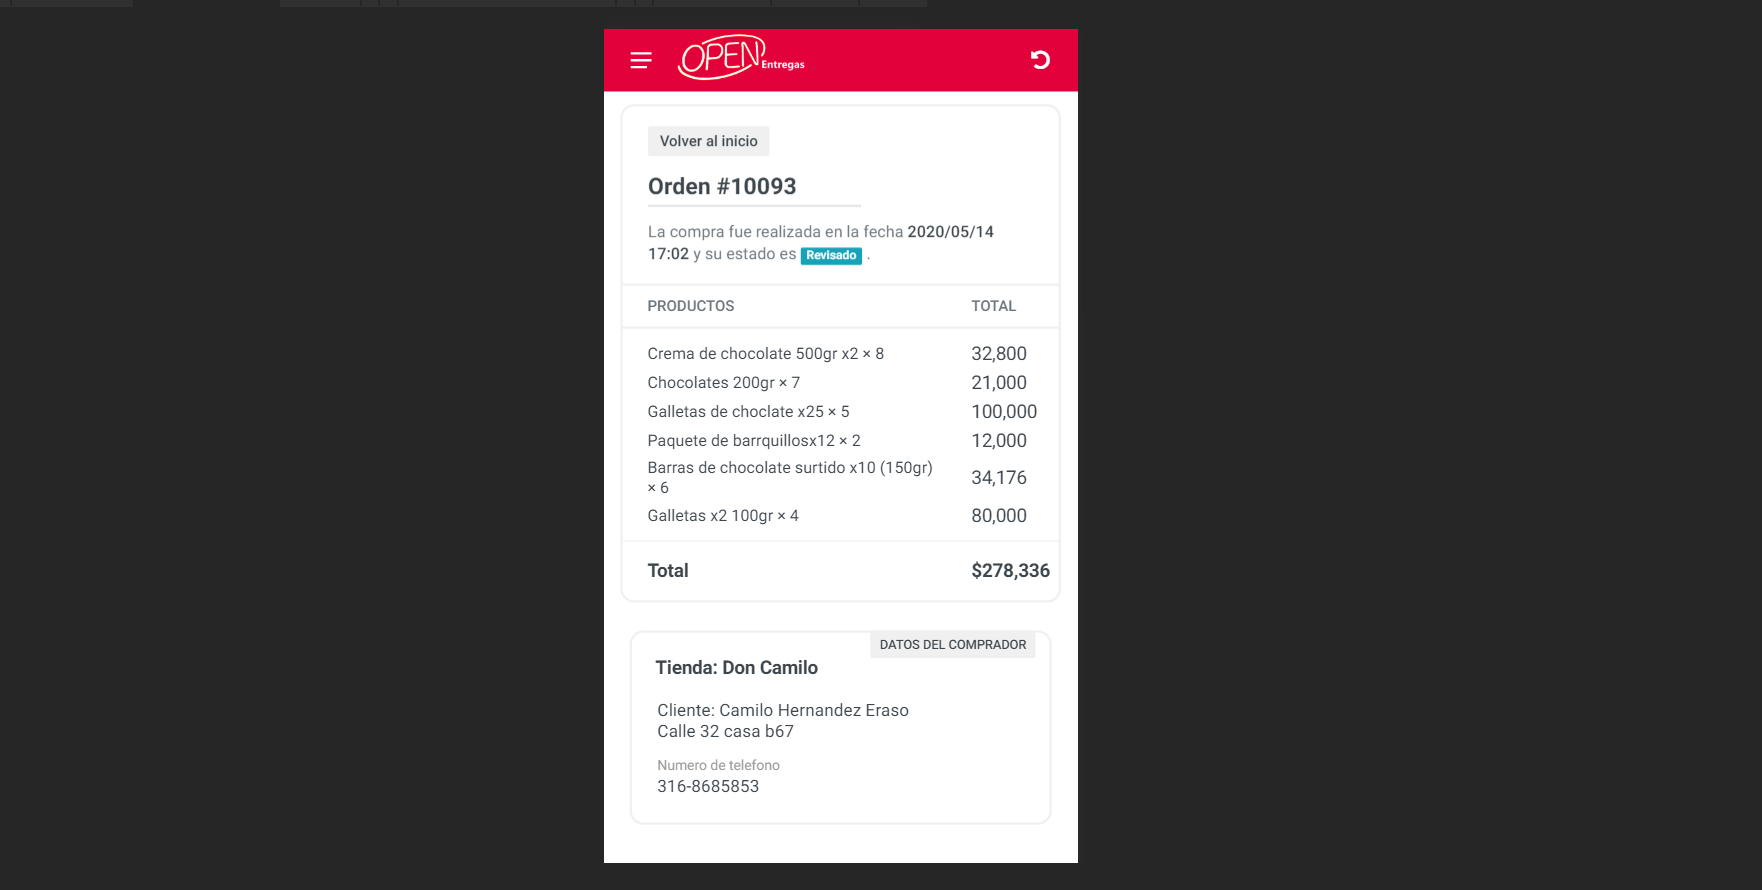 OPEN Entregas
Volver al inicio
Orden #10093
La compra fue realizada en la fecha 2020/05/14
17:02 y su estado es Revisado .
PRODUCTOS TOTAL
Crema de chocolate 500gr x2 × 8 32,800
Chocolates 200gr × 7 21,000
Galletas de choclate x25 × 5 100,000
Paquete de barrquillosx12 × 2 12,000
Barras de chocolate surtido x10 (150gr)
× 6 34,176
Galletas x2 100gr × 4 80,000
Total $278,336
DATOS DEL COMPRADOR
Tienda: Don Camilo
Cliente: Camilo Hernandez Eraso
Calle 32 casa b67
Numero de telefono
316-8685853